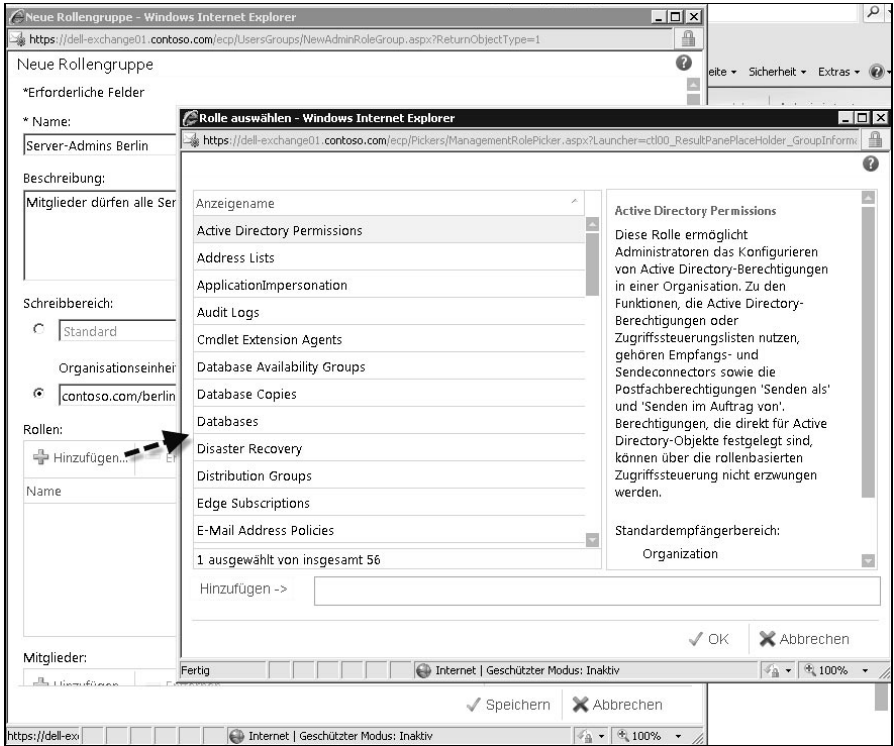 Neue Rollengruppe - Windows Internet Explorer
https://dell-exchange01.contoso.com/ecp/UsersGroups/NewAdminRoleGroup.aspx?ReturnObjectType=1
Neue Rollengruppe
*Erforderliche Felder
* Name:
Server-Admins Berlin
Beschreibung:
Mitglieder dürfen alle Ser
Schreibbereich:
Standard
Organisationseinhei
contoso.com/berlin
Rollen:
Hinzufügen...
Name
Mitglieder:
Hinzufügen
Entfernen
Speichern
Abbrechen
https://dell-ex
Internet | Geschützter Modus: Inaktiv
100%
eite
Sicherheit
Extras
Rolle auswählen - Windows Internet Explorer
https://dell-exchange01.contoso.com/ecp/Pickers/ManagementRolePicker.aspx?Launcher=ctl00_ResultPanePlaceHolder_GroupInforma
Anzeigename
Active Directory Permissions
Address Lists
ApplicationImpersonation
Audit Logs
Cmdlet Extension Agents
Database Availability Groups
Database Copies
Databases
Disaster Recovery
Distribution Groups
Edge Subscriptions
E-Mail Address Policies
1 ausgewählt von insgesamt 56
Active Directory Permissions
Diese Rolle ermöglicht
Administratoren das Konfigurieren
von Active Directory-Berechtigungen
in einer Organisation. Zu den
Funktionen, die Active Directory-
Berechtigungen oder
Zugriffssteuerungslisten nutzen,
gehören Empfangs- und
Sendeconnectors sowie die
Postfachberechtigungen 'Senden als'
und 'Senden im Auftrag von'.
Berechtigungen, die direkt für Active
Directory-Objekte festgelegt sind,
können über die rollenbasierten
Zugriffssteuerung nicht erzwungen
werden.
Standardempfängerbereich:
Organization
Hinzufügen ->
OK
Abbrechen
Fertig
Internet | Geschützter Modus: Inaktiv
100%